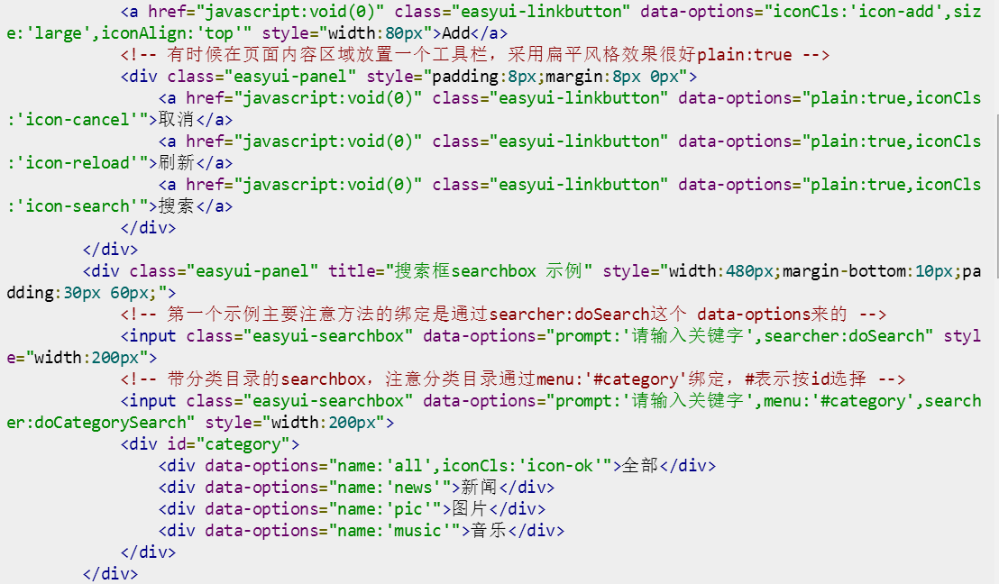 <a href="javascript:void(0)" class="easyui-linkbutton" data-options="iconCls:'icon-add',siz
e:'large',iconAlign:'top'" style="width:80px">Add</a>
<!-- 有时候在页面内容区域放置一个工具栏，采用扁平风格效果很好plain:true -->
<div class="easyui-panel" style="padding:8px;margin:8px 0px">
<a href="javascript:void(0)" class="easyui-linkbutton" data-options="plain:true,iconCls
:'icon-cancel'">取消</a>
<a href="javascript:void(0)" class="easyui-linkbutton" data-options="plain:true,iconCls
:'icon-reload'">刷新</a>
<a href="javascript:void(0)" class="easyui-linkbutton" data-options="plain:true,iconCls
:'icon-search'">搜索</a>
</div>
</div>
<div class="easyui-panel" title="搜索框searchbox 示例" style="width:480px;margin-bottom:10px;pa
dding:30px 60px;">
<!-- 第一个示例主要注意方法的绑定是通过searcher:doSearch这个 data-options来的 -->
<input class="easyui-searchbox" data-options="prompt:'请输入关键字',searcher:doSearch" styl
e="width:200px">
<!-- 带分类目录的searchbox，注意分类目录通过menu:'#category'绑定，#表示按id选择 -->
<input class="easyui-searchbox" data-options="prompt:'请输入关键字',menu:'#category',search
er:doCategorySearch" style="width:200px">
<div id="category">
<div data-options="name:'all',iconCls:'icon-ok'">全部</div>
<div data-options="name:'news'">新闻</div>
<div data-options="name:'pic'">图片</div>
<div data-options="name:'music'">音乐</div>
</div>
</div>